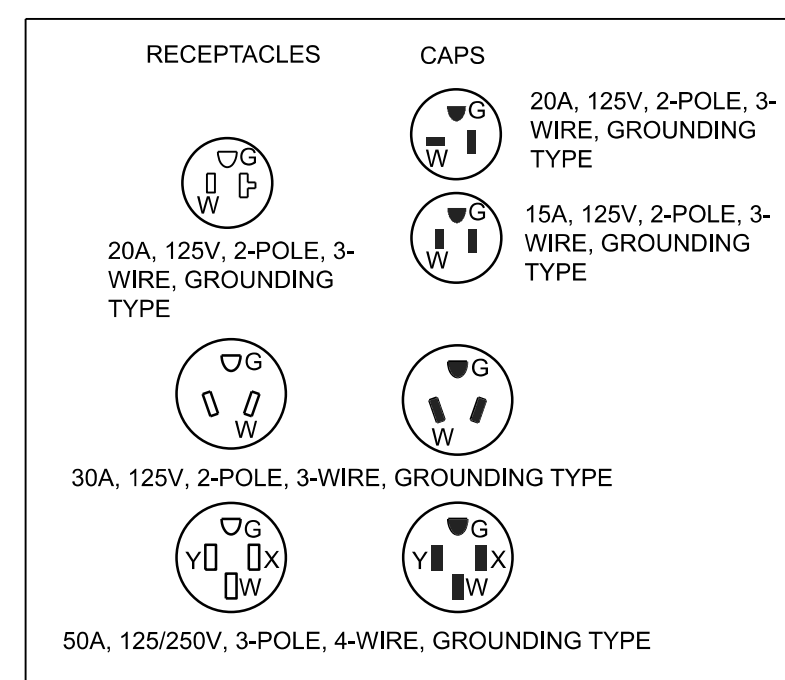 RECEPTACLES
CAPS
G
W
20A, 125V, 2-POLE, 3-
WIRE, GROUNDING
TYPE
G
W
20A, 125V, 2-POLE, 3-
WIRE, GROUNDING
TYPE
G
W
15A, 125V, 2-POLE, 3-
WIRE, GROUNDING
TYPE
G
W
G
W
30A, 125V, 2-POLE, 3-WIRE, GROUNDING TYPE
G
Y X
W
G
Y X
W
50A, 125/250V, 3-POLE, 4-WIRE, GROUNDING TYPE